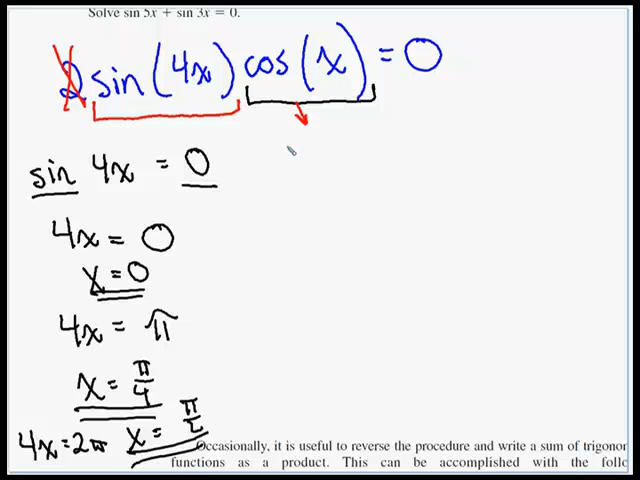 Solve sin 5x + sin 3x = 0.
2 sin(4x) cos(x) = 0
sin 4x = 0
4x = 0
x = 0
4x = π
x = π/4
4x = 2π x = π/2
Occasionally, it is useful to reverse the procedure and write a sum of trigonor
functions as a product. This can be accomplished with the follo